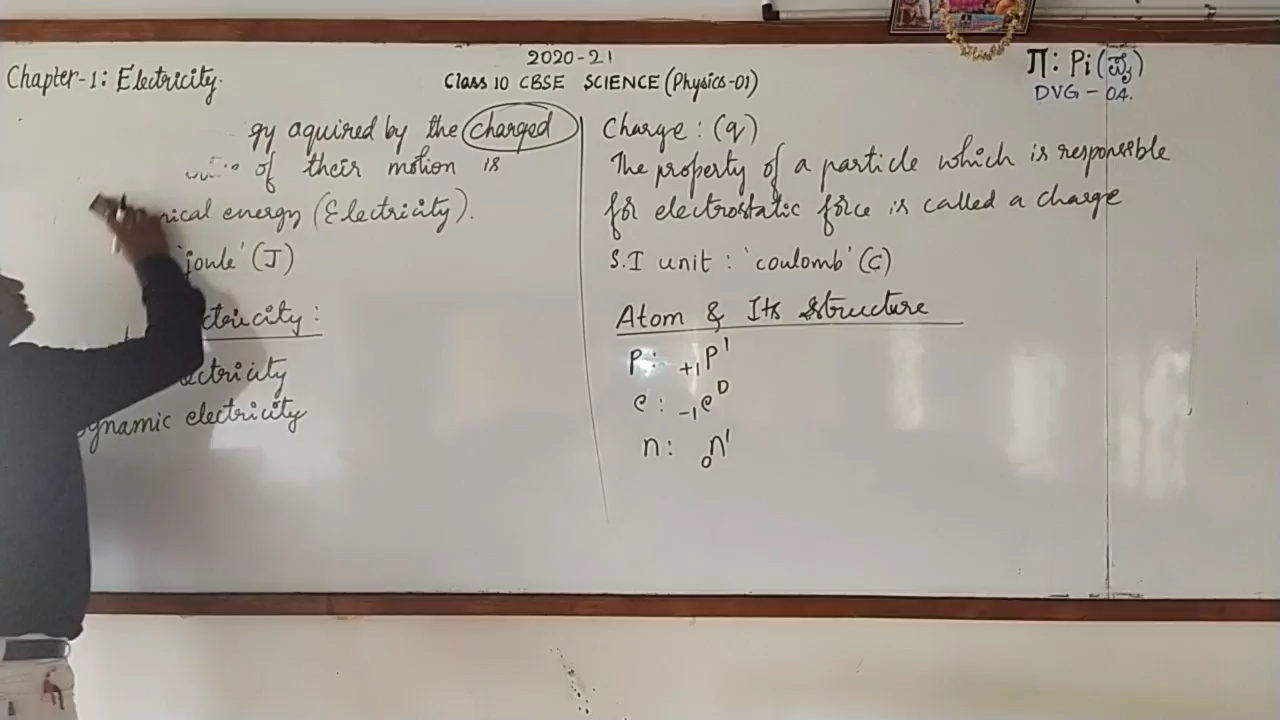 2020-21
Chapter-1: Electricity.
Class 10 CBSE SCIENCE (Physics-01)
π: Pi
DVG - 04.
gy aquired by the charged
of their motion is
rical energy (Electricity).
'joule' (J)
ctricity:
ectricity
dynamic electricity
Charge: (q)
The property of a particle which is responsible
for electrostatic force is called a charge
S.I unit: 'coulomb' (C)
Atom & Its structure
P: ₊₁P¹
e: ₋₁e⁰
n: ₀n¹